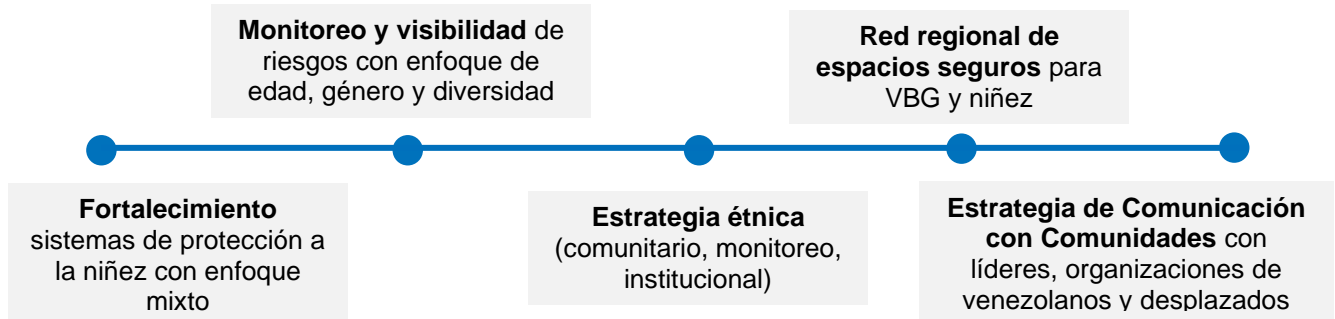 Monitoreo y visibilidad de
riesgos con enfoque de
edad, género y diversidad
Red regional de
espacios seguros para
VBG y niñez
Fortalecimiento
sistemas de protección a
la niñez con enfoque
mixto
Estrategia étnica
(comunitario, monitoreo,
institucional)
Estrategia de Comunicación
con Comunidades con
líderes, organizaciones de
venezolanos y desplazados